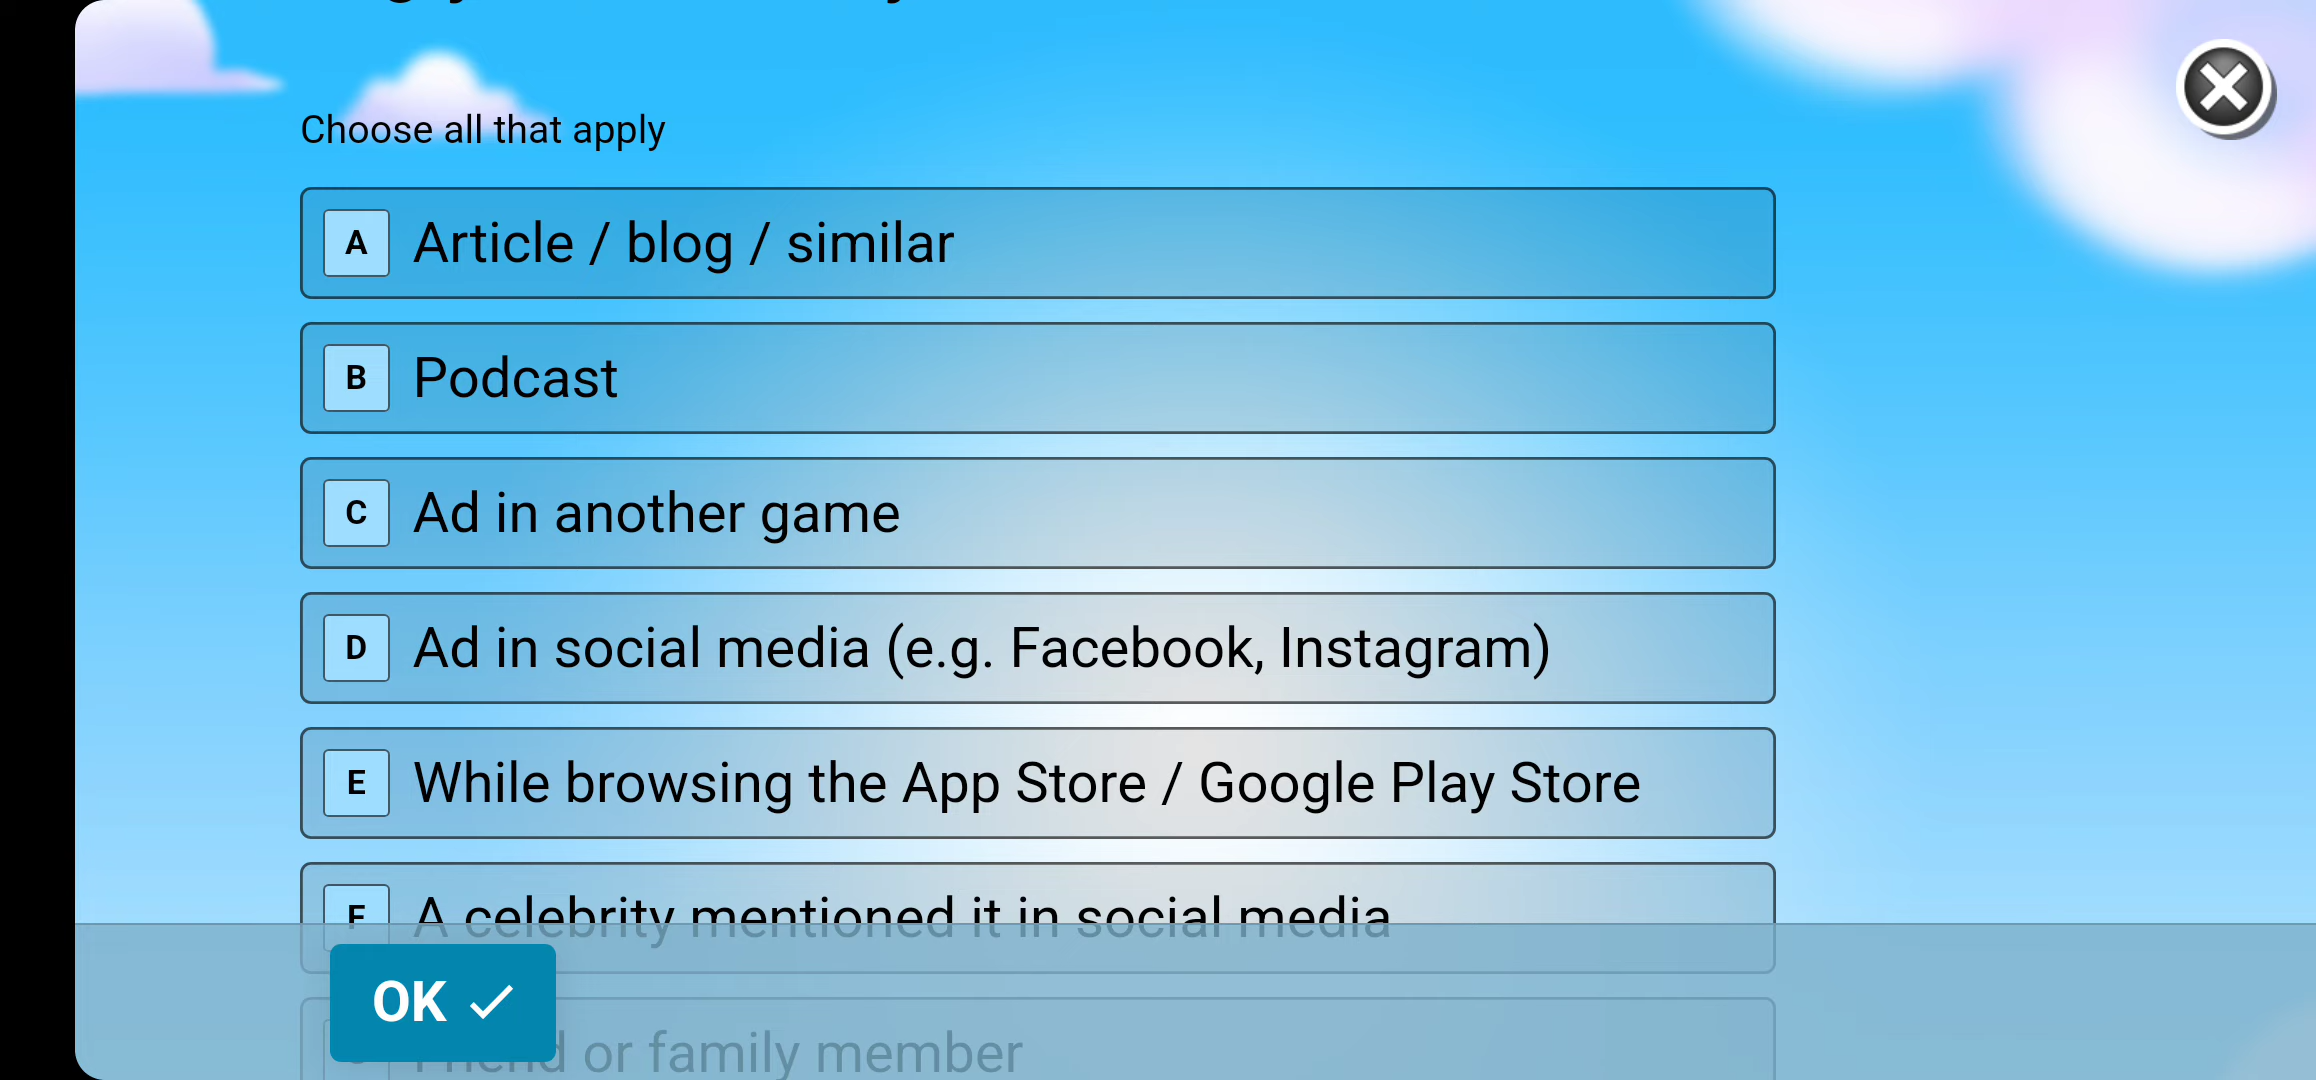 Choose all that apply
A Article / blog / similar
B Podcast
C Ad in another game
D Ad in social media (e.g. Facebook, Instagram)
E While browsing the App Store / Google Play Store
F A celebrity mentioned it in social media
Friend or family member
OK